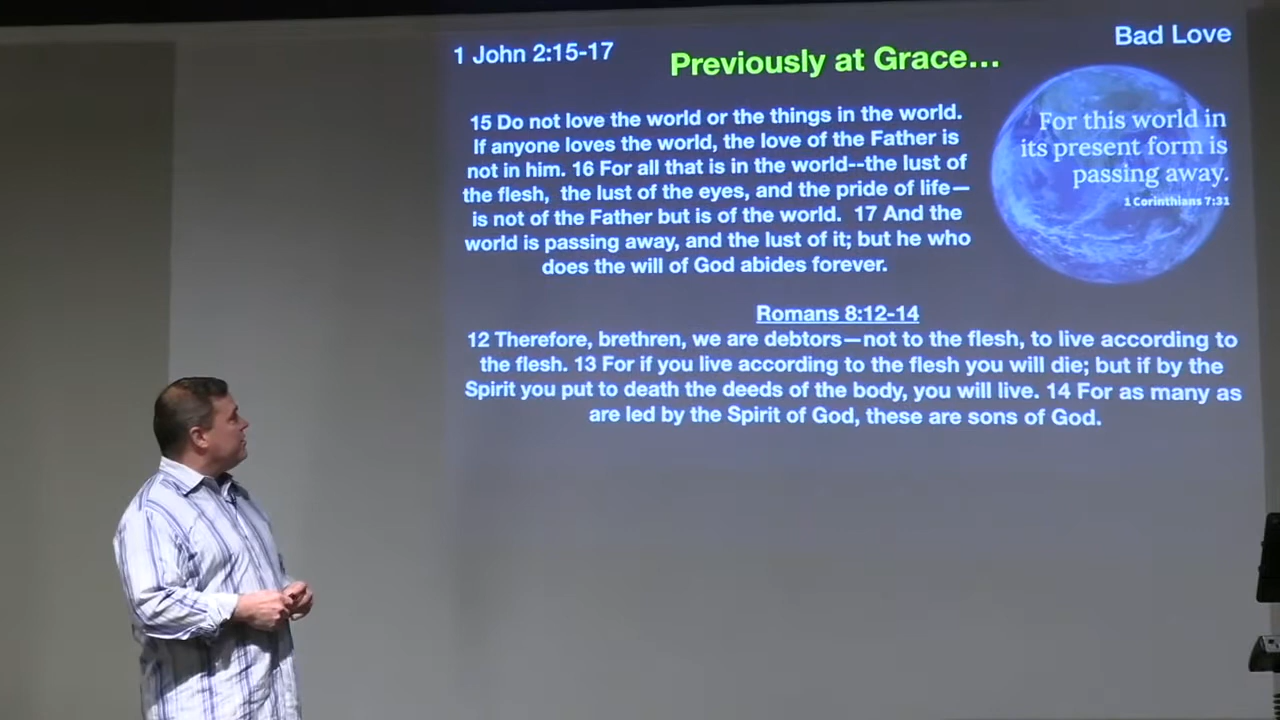 1 John 2:15-17
Previously at Grace…
Bad Love
15 Do not love the world or the things in the world.
If anyone loves the world, the love of the Father is
not in him. 16 For all that is in the world--the lust of
the flesh, the lust of the eyes, and the pride of life—
is not of the Father but is of the world. 17 And the
world is passing away, and the lust of it; but he who
does the will of God abides forever.
For this world in
its present form is
passing away.
1 Corinthians 7:31
Romans 8:12-14
12 Therefore, brethren, we are debtors—not to the flesh, to live according to
the flesh. 13 For if you live according to the flesh you will die; but if by the
Spirit you put to death the deeds of the body, you will live. 14 For as many as
are led by the Spirit of God, these are sons of God.